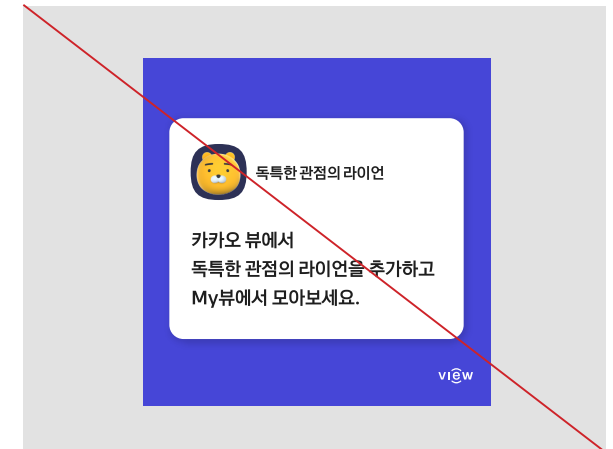 독특한 관점의 라이언
카카오 뷰에서
독특한 관점의 라이언을 추가하고
My뷰에서 모아보세요.
view